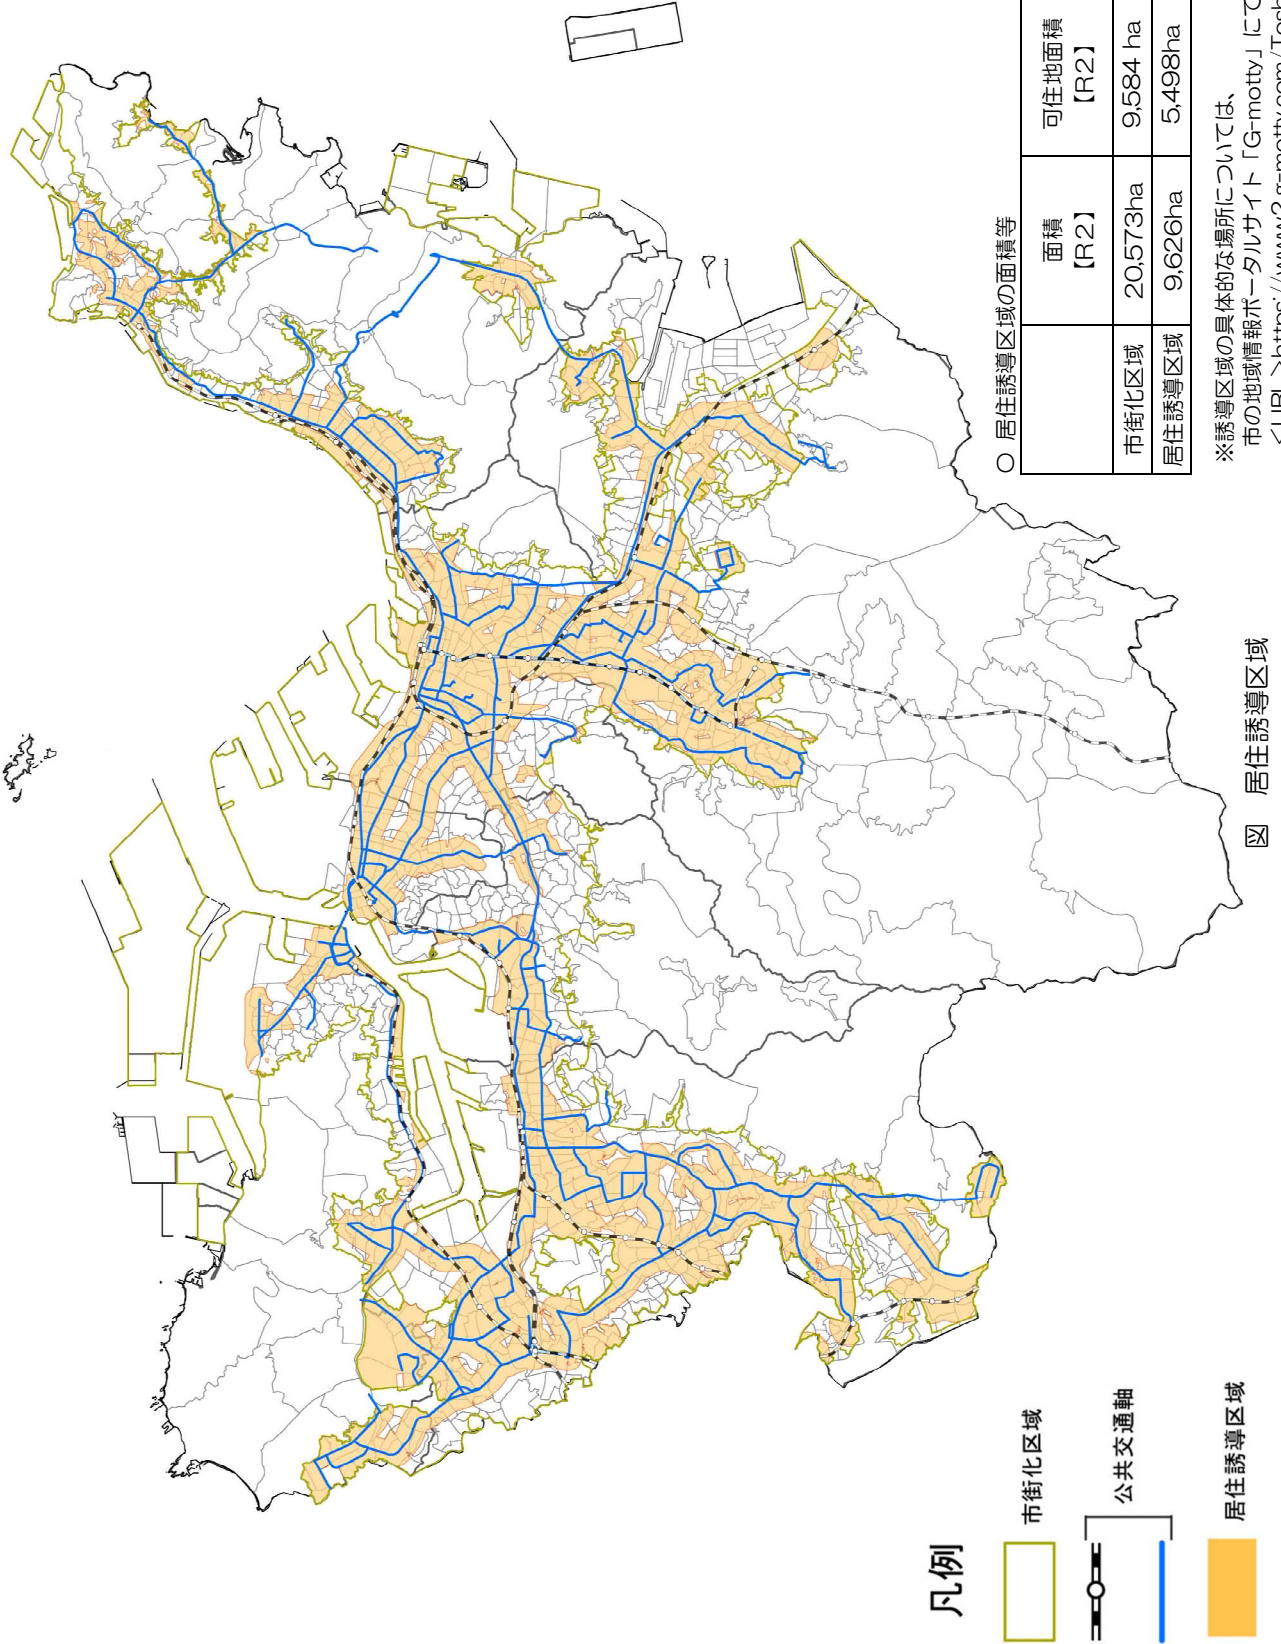 ○ 居住誘導区域の面積等
面積【R2】 可住地面積【R2】
市街化区域 20,573ha 9,584 ha
居住誘導区域 9,626ha 5,498ha
※誘導区域の具体的な場所については、
市の地域情報ポータルサイト「G-motty」にて
図 居住誘導区域
凡例
市街化区域
公共交通軸
居住誘導区域